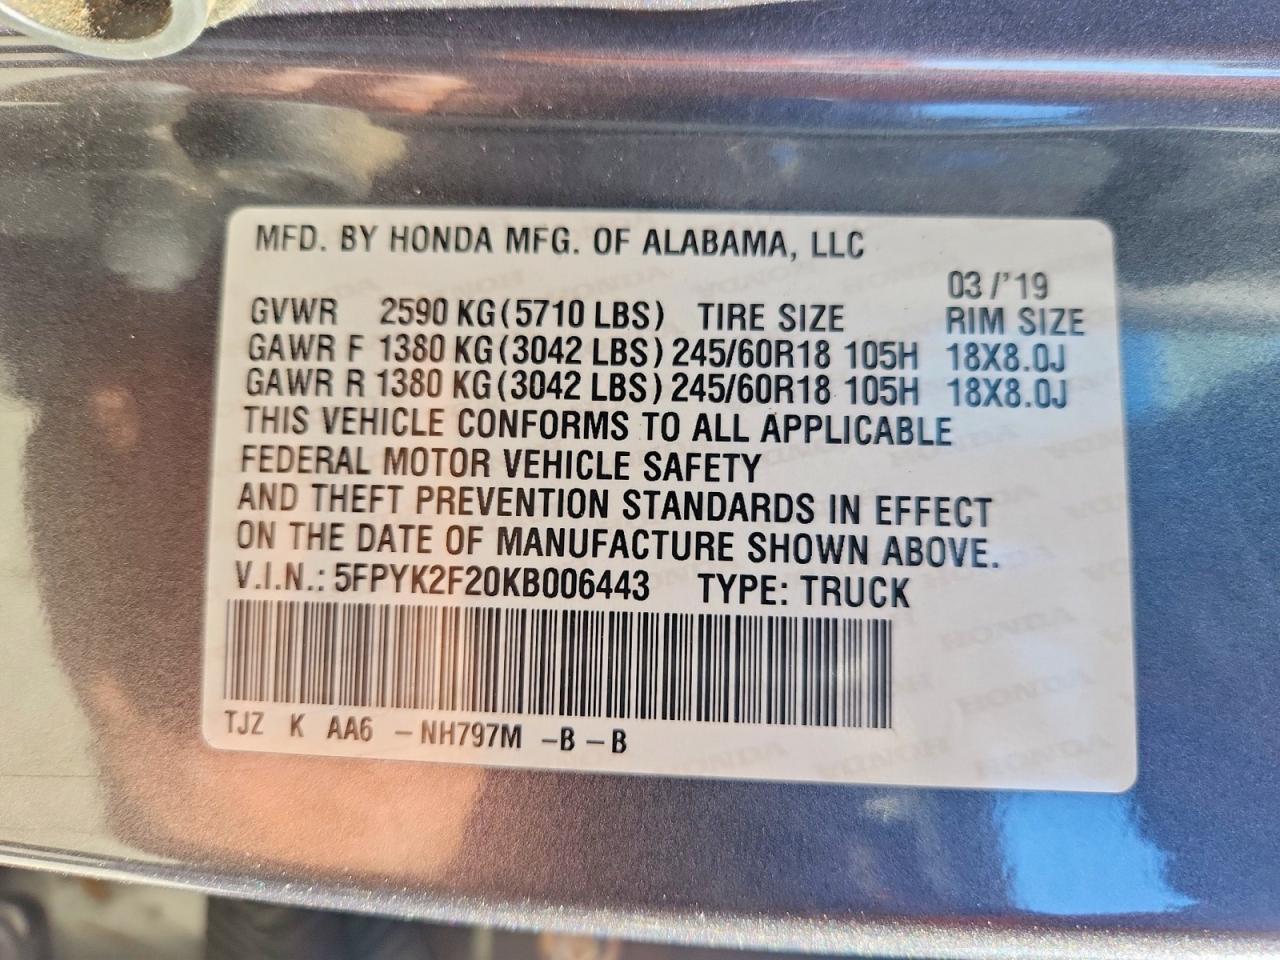 MFD. BY HONDA MFG. OF ALABAMA, LLC
03/'19
GVWR 2590 KG(5710 LBS) TIRE SIZE RIM SIZE
GAWR F 1380 KG(3042 LBS) 245/60R18 105H 18X8.0J
GAWR R 1380 KG(3042 LBS) 245/60R18 105H 18X8.0J
THIS VEHICLE CONFORMS TO ALL APPLICABLE
FEDERAL MOTOR VEHICLE SAFETY
AND THEFT PREVENTION STANDARDS IN EFFECT
ON THE DATE OF MANUFACTURE SHOWN ABOVE.
V.I.N.: 5FPYK2F20KB006443 TYPE: TRUCK
TJZ K AA6 -NH797M -B -B